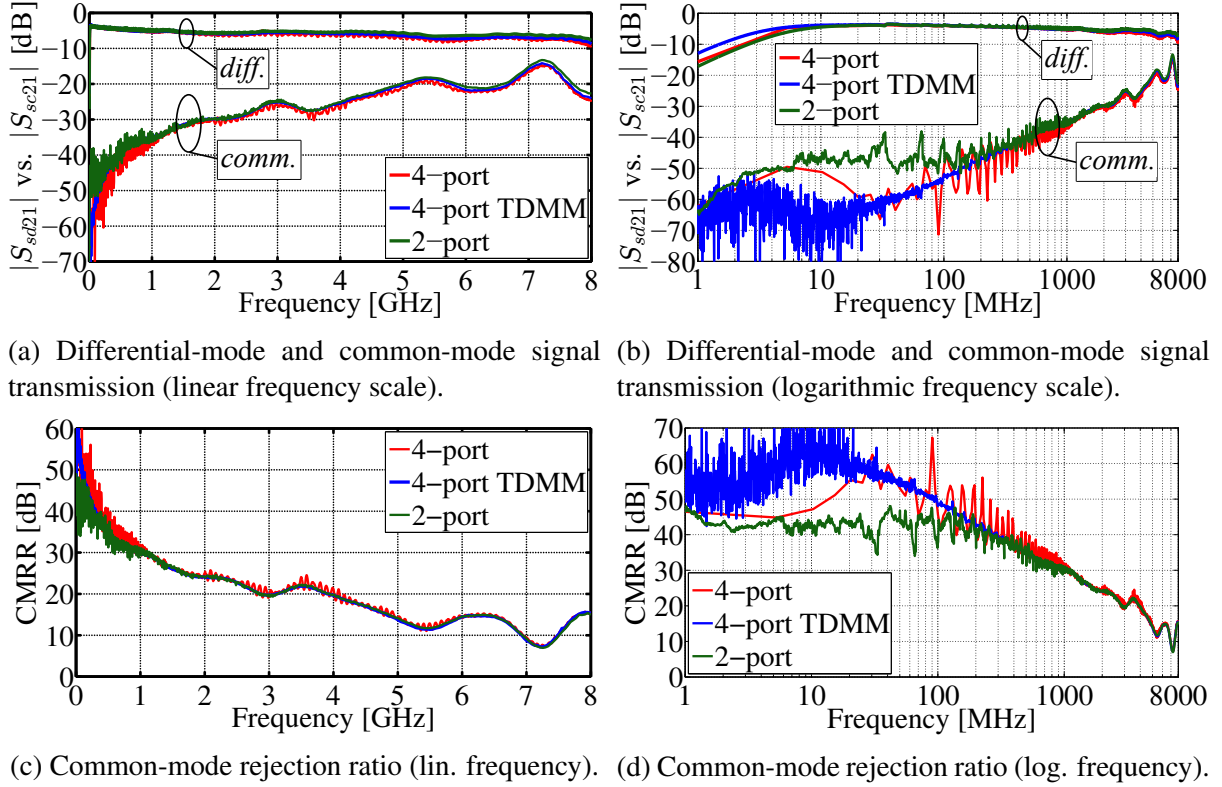 |S_sd21| vs. |S_sc21| [dB]
0
−10
−20
−30
−40
−50
−60
−70
diff.
comm.
4−port
4−port TDMM
2−port
0 1 2 3 4 5 6 7 8
Frequency [GHz]
(a) Differential-mode and common-mode signal
transmission (linear frequency scale).
|S_sd21| vs. |S_sc21| [dB]
0
−10
−20
−30
−40
−50
−60
−70
−80
4−port
4−port TDMM
2−port
diff.
comm.
1 10 100 1000 8000
Frequency [MHz]
(b) Differential-mode and common-mode signal
transmission (logarithmic frequency scale).
CMRR [dB]
60
50
40
30
20
10
0
4−port
4−port TDMM
2−port
0 1 2 3 4 5 6 7 8
Frequency [GHz]
(c) Common-mode rejection ratio (lin. frequency).
CMRR [dB]
70
60
50
40
30
20
10
0
4−port
4−port TDMM
2−port
1 10 100 1000 8000
Frequency [MHz]
(d) Common-mode rejection ratio (log. frequency).